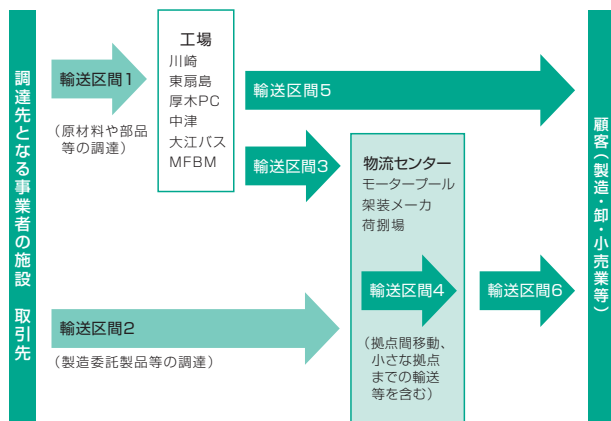 調達先となる事業者の施設 取引先
輸送区間1
（原材料や部品
等の調達）
工場
川崎
東扇島
厚木PC
中津
大江バス
MFBM
輸送区間5
輸送区間3
物流センター
モータープール
架装メーカ
荷捌場
輸送区間2
（製造委託製品等の調達）
輸送区間4
（拠点間移動、
小さな拠点
までの輸送
等を含む）
輸送区間6
顧客（製造・卸・小売業等）